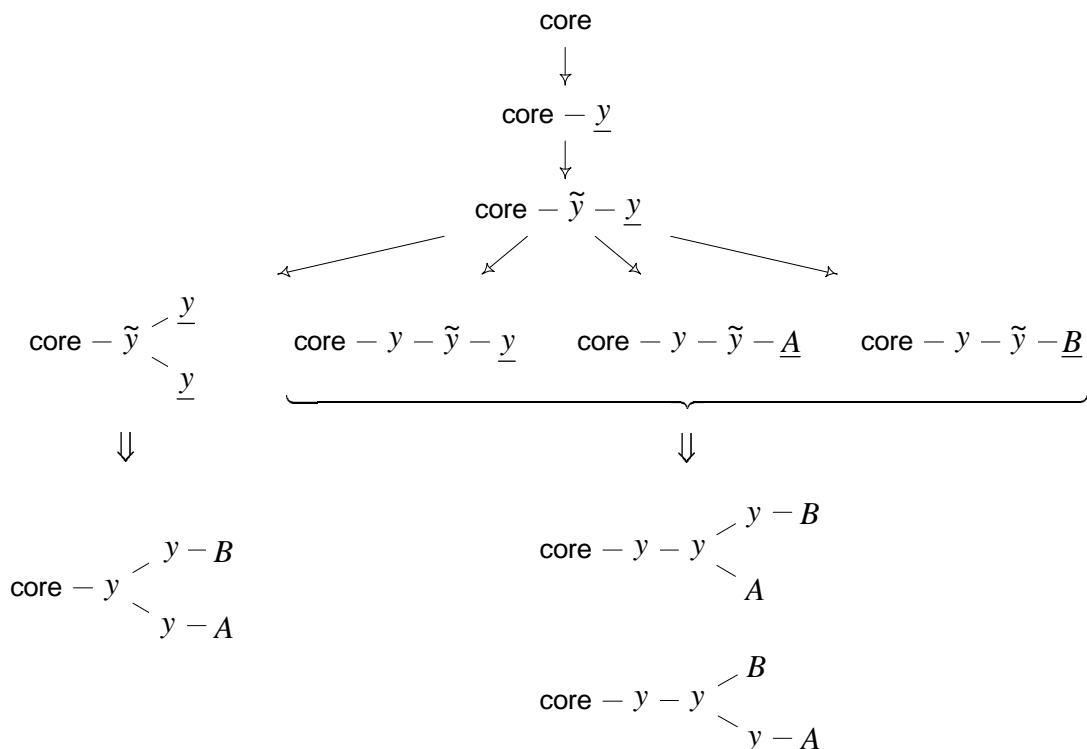 core
core − y
core − ỹ − y
y
core − ỹ
y
core − y − ỹ − y
core − y − ỹ − A
core − y − ỹ − B
⇓
⇓
y − B
core − y
y − A
y − B
core − y − y
A
B
core − y − y
y − A